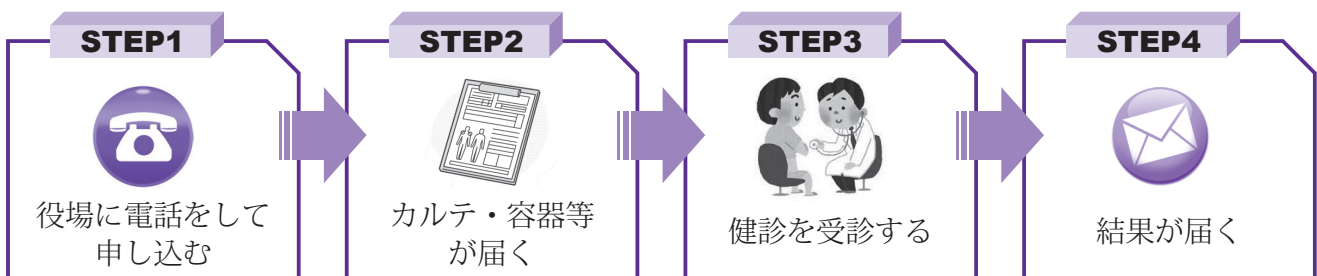 STEP1
役場に電話をして
申し込む
STEP2
カルテ・容器等
が届く
STEP3
健診を受診する
STEP4
結果が届く